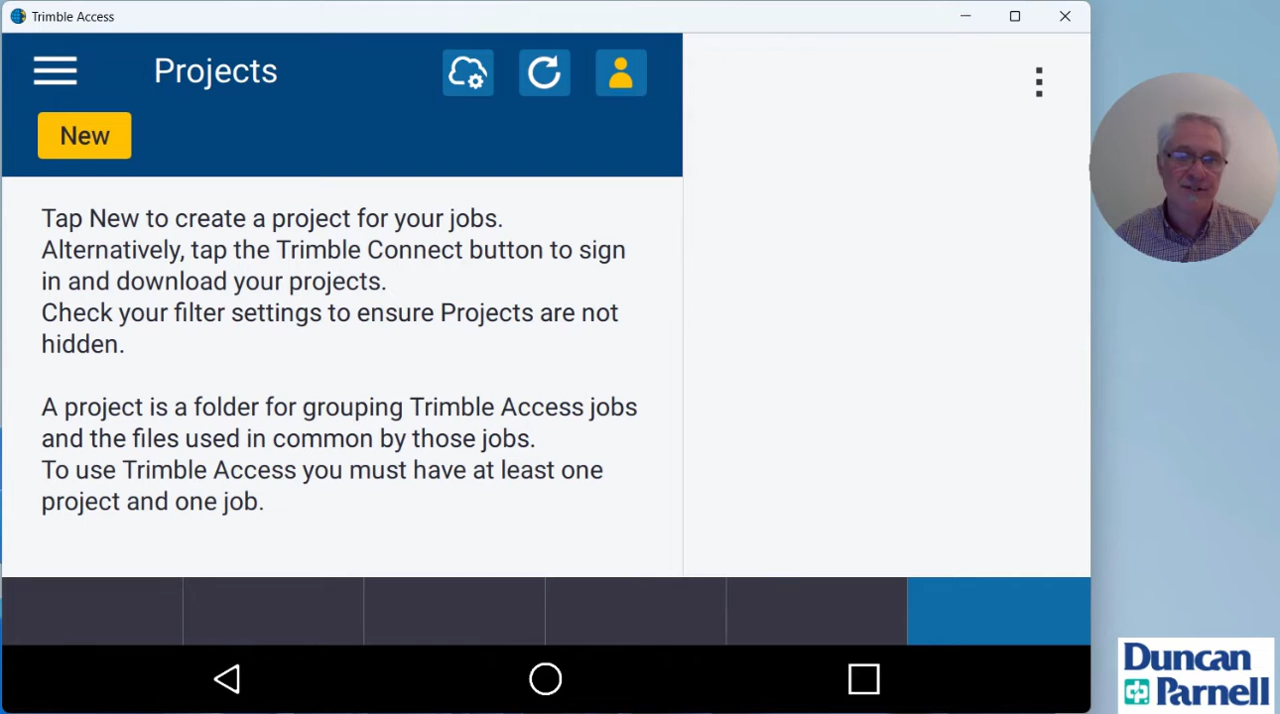 Trimble Access
Projects
New
Tap New to create a project for your jobs.
Alternatively, tap the Trimble Connect button to sign
in and download your projects.
Check your filter settings to ensure Projects are not
hidden.
A project is a folder for grouping Trimble Access jobs
and the files used in common by those jobs.
To use Trimble Access you must have at least one
project and one job.
Duncan
Parnell